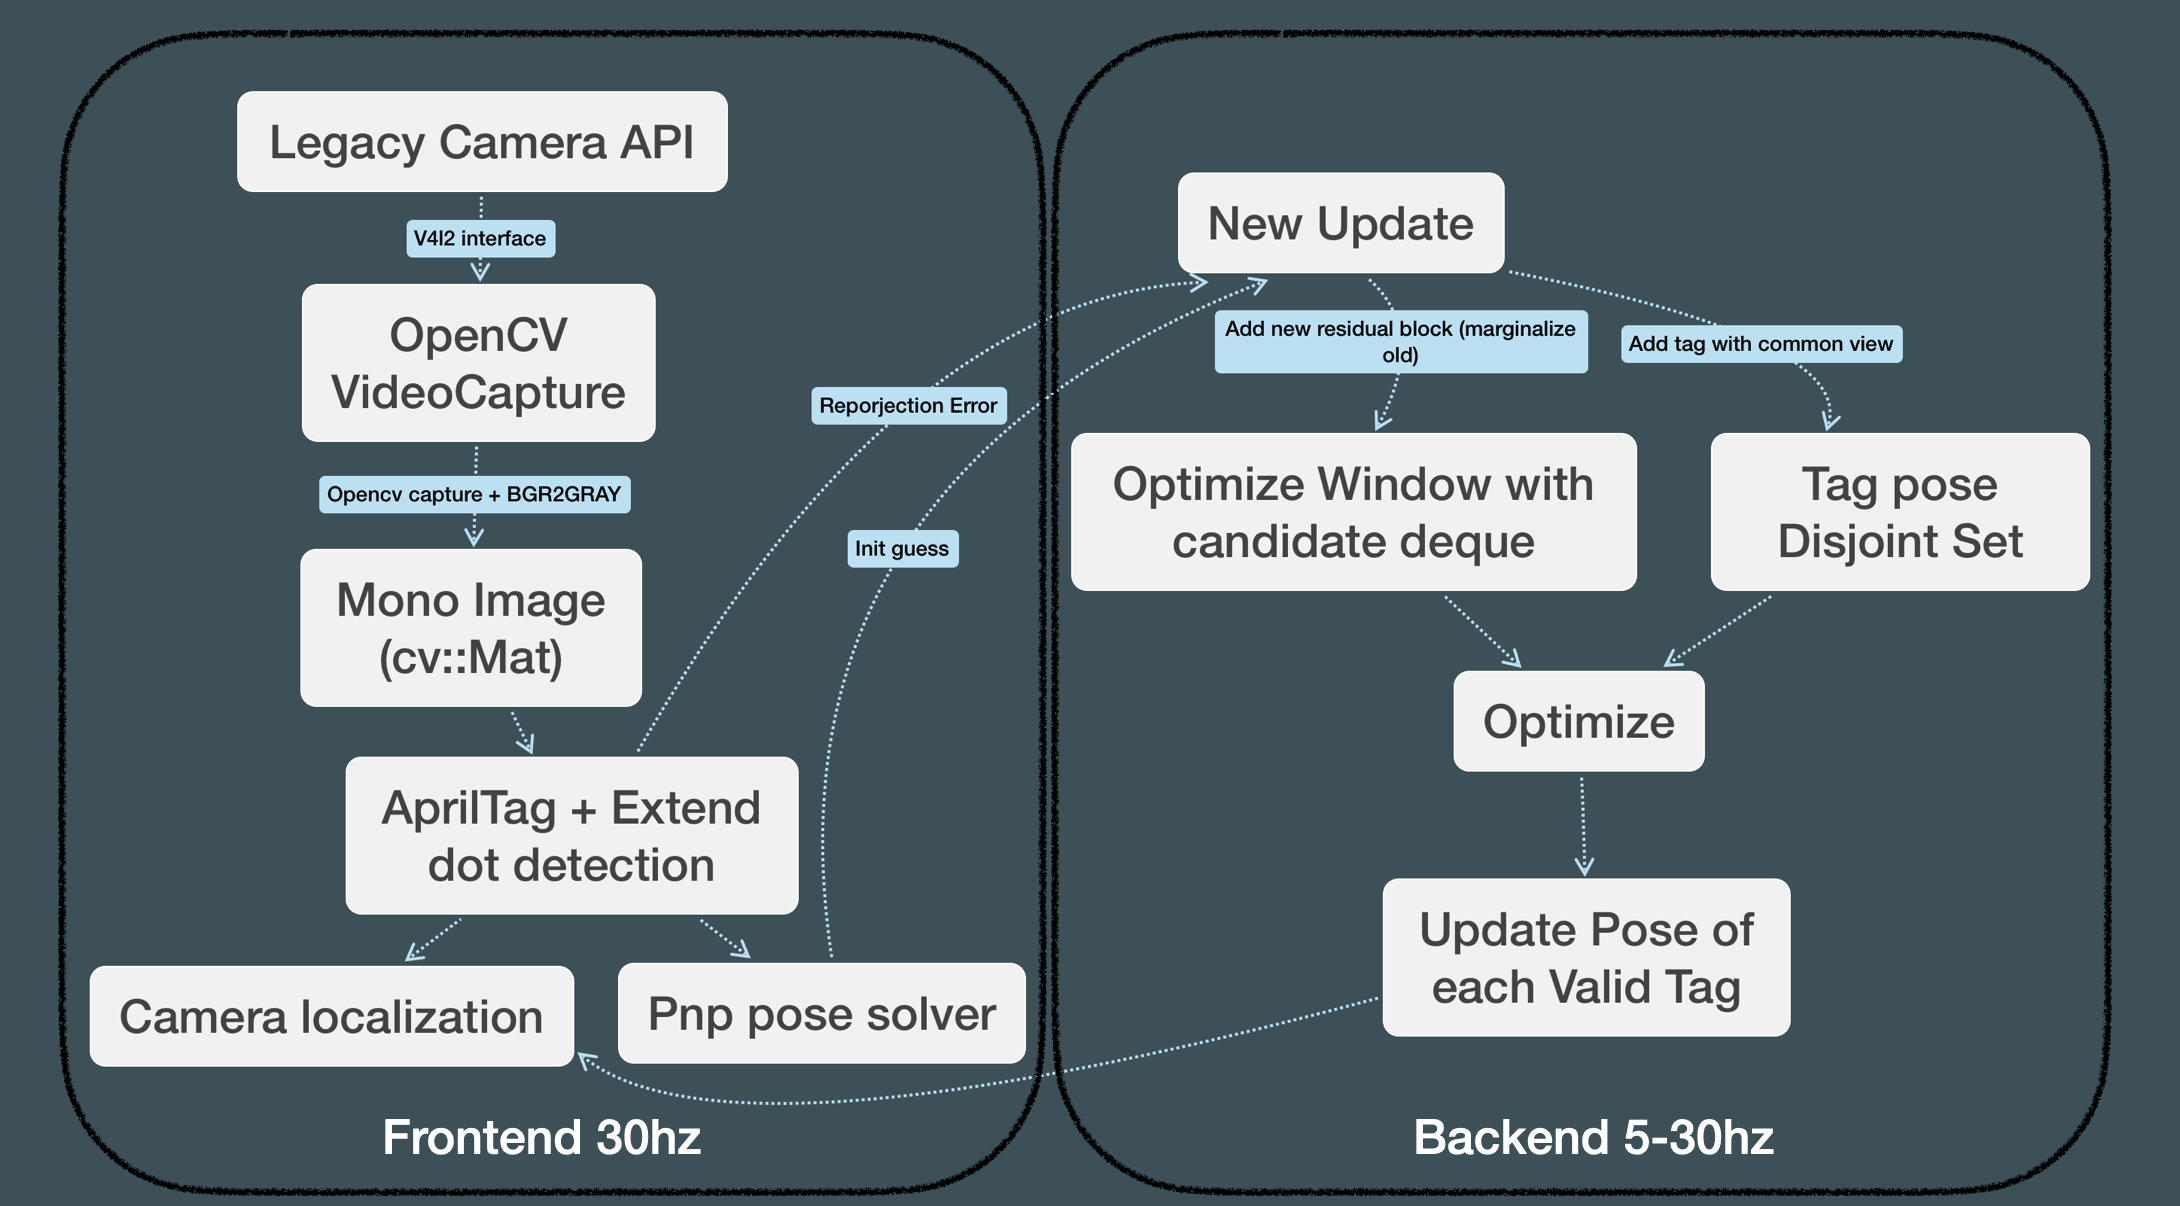 Legacy Camera API
V4l2 interface
OpenCV
VideoCapture
Opencv capture + BGR2GRAY
Mono Image
(cv::Mat)
AprilTag + Extend
dot detection
Camera localization
Pnp pose solver
Reporjection Error
Init guess
Frontend 30hz
New Update
Add new residual block (marginalize
old)
Add tag with common view
Optimize Window with
candidate deque
Tag pose
Disjoint Set
Optimize
Update Pose of
each Valid Tag
Backend 5-30hz